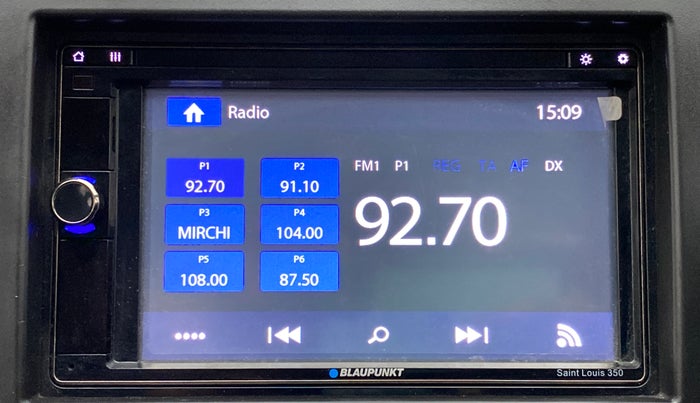 Radio 15:09
P1 P2 FM1 P1 REG TA AF DX
92.70 91.10
92.70
P3 P4
MIRCHI 104.00
P5 P6
108.00 87.50
BLAUPUNKT Saint Louis 350